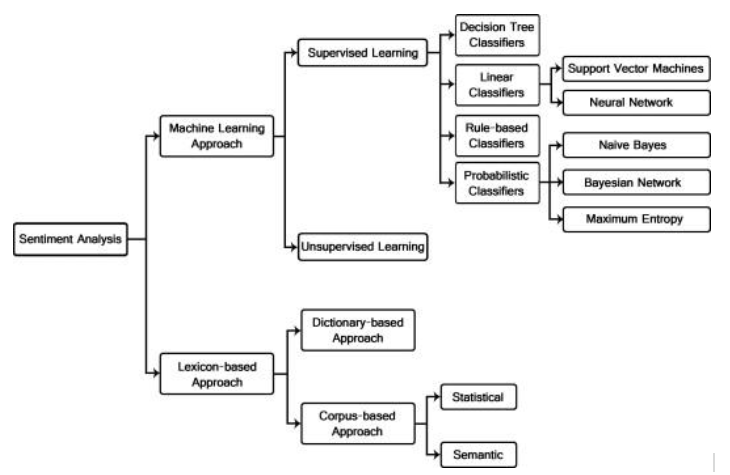 Decision Tree
Classifiers
Supervised Learning
Linear
Classifiers
Support Vector Machines
Neural Network
Machine Learning
Approach
Rule-based
Classifiers
Naive Bayes
Probabilistic
Classifiers
Bayesian Network
Maximum Entropy
Sentiment Analysis
Unsupervised Learning
Dictionary-based
Approach
Lexicon-based
Approach
Corpus-based
Approach
Statistical
Semantic